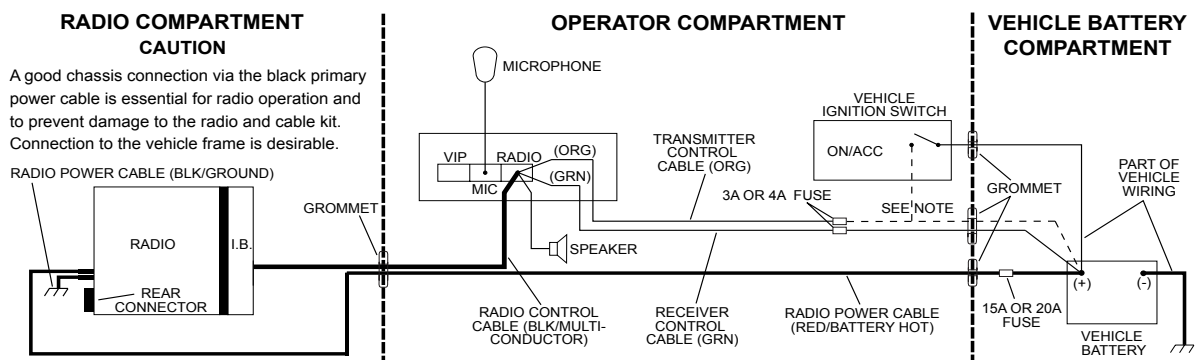 RADIO COMPARTMENT
CAUTION
A good chassis connection via the black primary
power cable is essential for radio operation and
to prevent damage to the radio and cable kit.
Connection to the vehicle frame is desirable.
RADIO POWER CABLE (BLK/GROUND)
RADIO
I.B.
REAR
CONNECTOR
GROMMET
OPERATOR COMPARTMENT
MICROPHONE
VIP
RADIO
MIC
(ORG)
(GRN)
SPEAKER
TRANSMITTER
CONTROL
CABLE (ORG)
3A OR 4A FUSE
VEHICLE
IGNITION SWITCH
ON/ACC
SEE NOTE
RADIO CONTROL
CABLE (BLK/MULTI-
CONDUCTOR)
RECEIVER
CONTROL
CABLE (GRN)
RADIO POWER CABLE
(RED/BATTERY HOT)
VEHICLE BATTERY
COMPARTMENT
GROMMET
PART OF
VEHICLE
WIRING
(+)
(-)
15A OR 20A
FUSE
VEHICLE
BATTERY